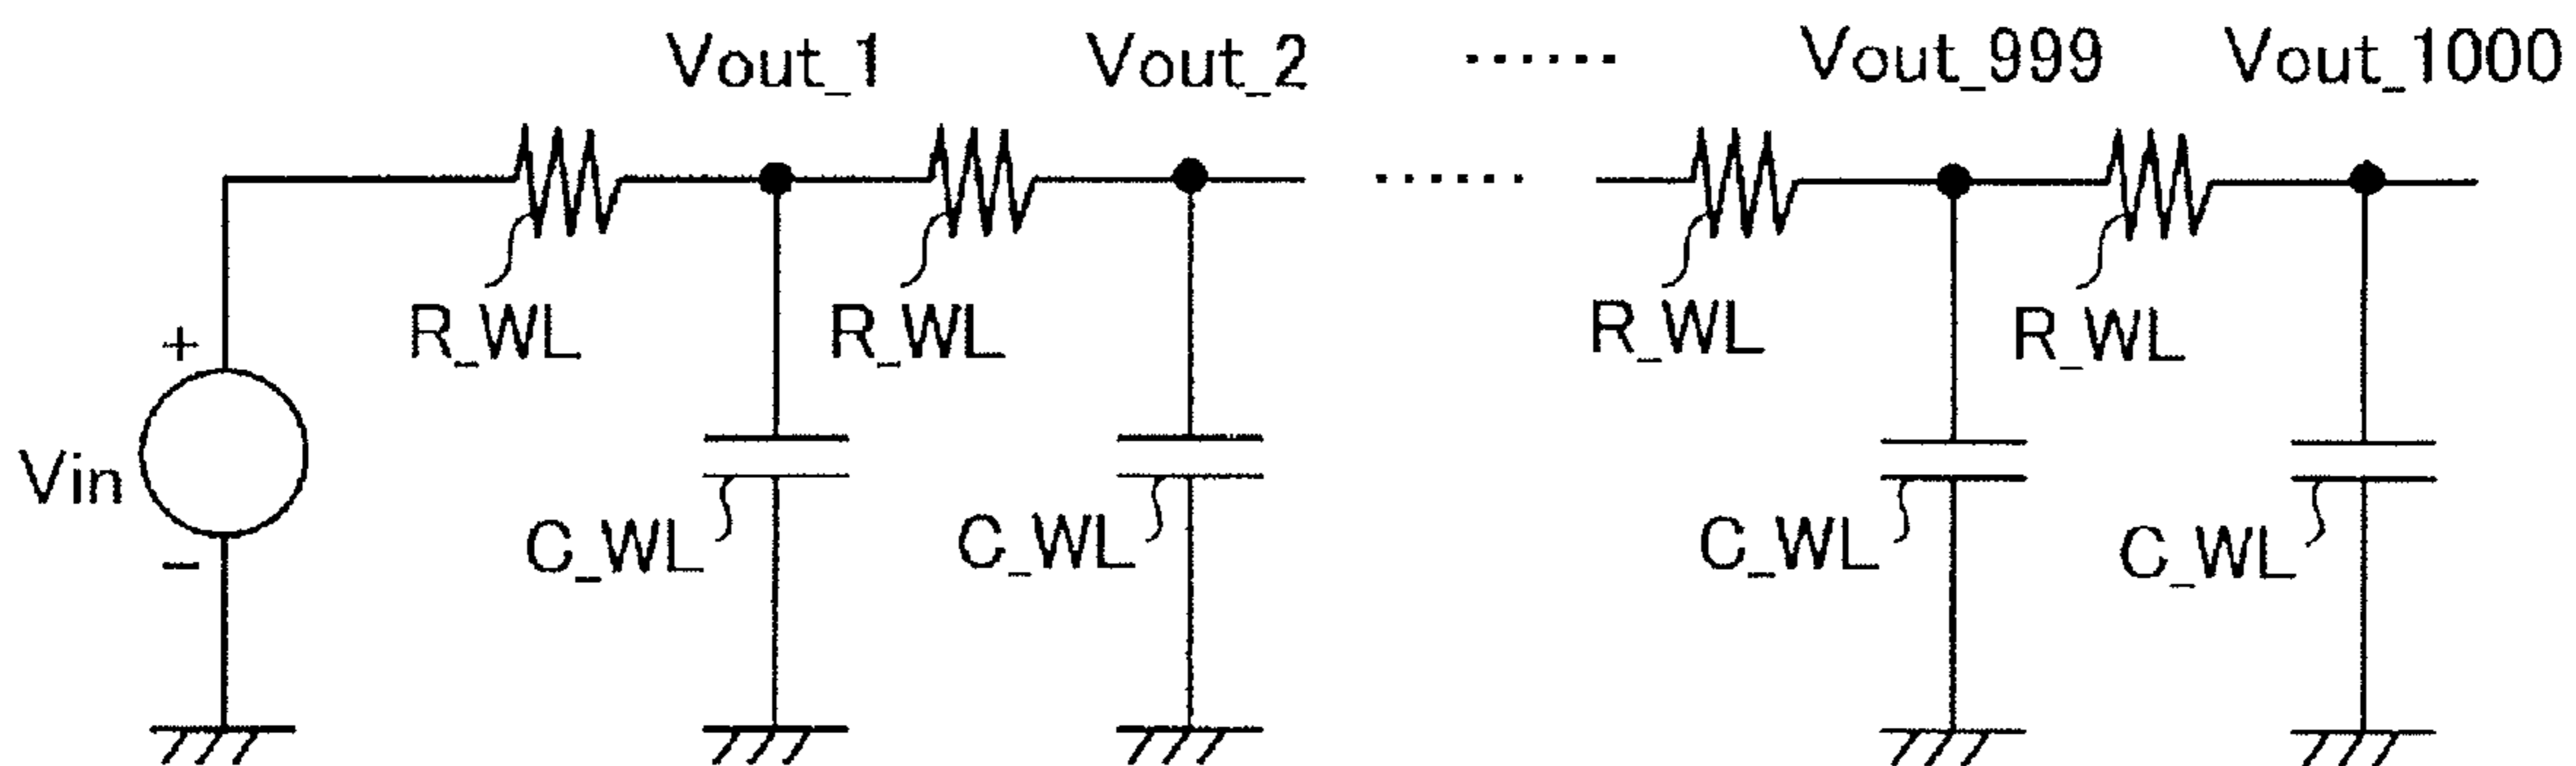 Vout_1 Vout_2 ...... Vout_999 Vout_1000
......
R_WL R_WL R_WL R_WL
+
Vin
C_WL C_WL C_WL C_WL
−